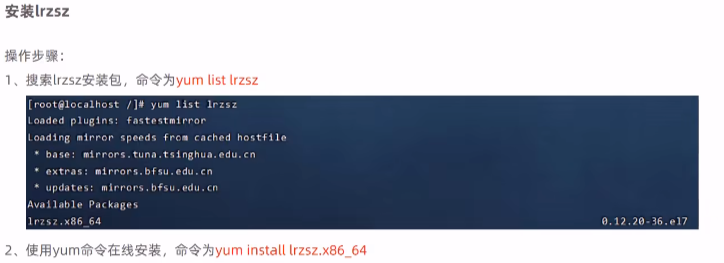 安装lrzsz
操作步骤：
1、搜索lrzsz安装包，命令为yum list lrzsz
[root@localhost /]# yum list lrzsz
Loaded plugins: fastestmirror
Loading mirror speeds from cached hostfile
 * base: mirrors.tuna.tsinghua.edu.cn
 * extras: mirrors.bfsu.edu.cn
 * updates: mirrors.bfsu.edu.cn
Available Packages
lrzsz.x86_64 0.12.20-36.el7
2、使用yum命令在线安装，命令为yum install lrzsz.x86_64